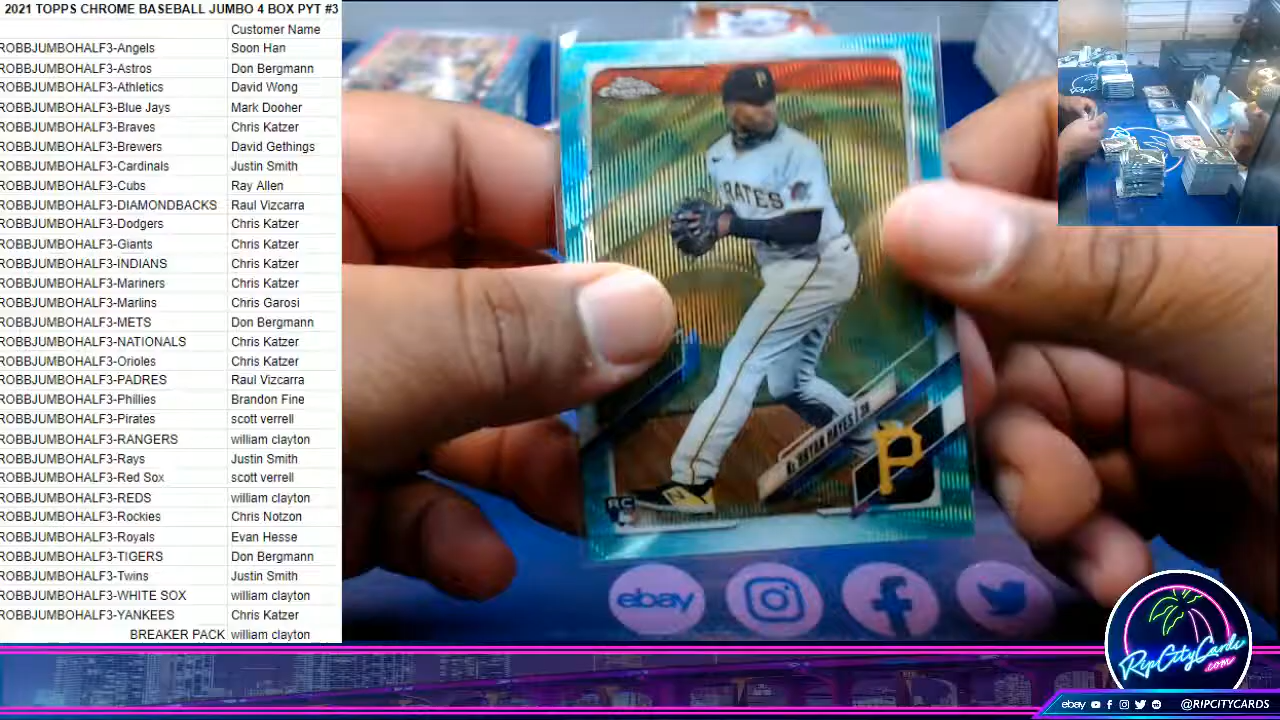 2021 TOPPS CHROME BASEBALL JUMBO 4 BOX PYT #3
Customer Name
ROBBJUMBOHALF3-Angels Soon Han
ROBBJUMBOHALF3-Astros Don Bergmann
ROBBJUMBOHALF3-Athletics David Wong
ROBBJUMBOHALF3-Blue Jays Mark Dooher
ROBBJUMBOHALF3-Braves Chris Katzer
ROBBJUMBOHALF3-Brewers David Gethings
ROBBJUMBOHALF3-Cardinals Justin Smith
ROBBJUMBOHALF3-Cubs Ray Allen
ROBBJUMBOHALF3-DIAMONDBACKS Raul Vizcarra
ROBBJUMBOHALF3-Dodgers Chris Katzer
ROBBJUMBOHALF3-Giants Chris Katzer
ROBBJUMBOHALF3-INDIANS Chris Katzer
ROBBJUMBOHALF3-Mariners Chris Katzer
ROBBJUMBOHALF3-Marlins Chris Garosi
ROBBJUMBOHALF3-METS Don Bergmann
ROBBJUMBOHALF3-NATIONALS Chris Katzer
ROBBJUMBOHALF3-Orioles Chris Katzer
ROBBJUMBOHALF3-PADRES Raul Vizcarra
ROBBJUMBOHALF3-Phillies Brandon Fine
ROBBJUMBOHALF3-Pirates scott verrell
ROBBJUMBOHALF3-RANGERS william clayton
ROBBJUMBOHALF3-Rays Justin Smith
ROBBJUMBOHALF3-Red Sox scott verrell
ROBBJUMBOHALF3-REDS william clayton
ROBBJUMBOHALF3-Rockies Chris Notzon
ROBBJUMBOHALF3-Royals Evan Hesse
ROBBJUMBOHALF3-TIGERS Don Bergmann
ROBBJUMBOHALF3-Twins Justin Smith
ROBBJUMBOHALF3-WHITE SOX william clayton
ROBBJUMBOHALF3-YANKEES Chris Katzer
BREAKER PACK william clayton
Chrome
P
RATES
KE'BRYAN HAYES | 3B
P
RC
ebay
RipCityCards
.com
ebay @RIPCITYCARDS